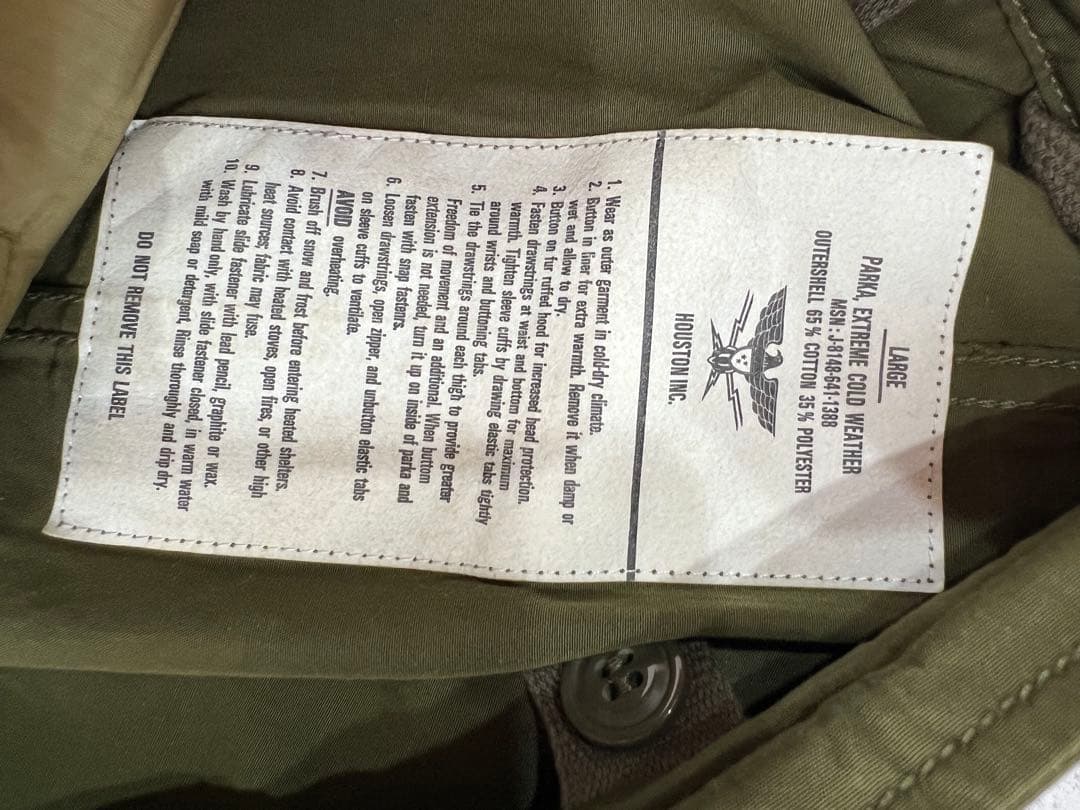 LARGE
PARKA, EXTREME COLD WEATHER
MSN : J-9148-641-1388
OUTERSHELL 65% COTTON 35% POLYESTER
HOUSTON INC.
1. Wear as outer garment in cold-dry climate.
2. Button in liner for extra warmth. Remove it when damp or
wet and allow to dry.
3. Button on fur ruffed hood for increased head protection.
4. Fasten drawstrings at waist and bottom for maximum
warmth. Tighten sleeve cuffs by drawing elastic tabs tightly
around wrists and buttoning tabs.
5. Tie the drawstrings around each thigh to provide greater
Freedom of movement and an additional. When buttom
extension is not needed, turn it up on inside of parka and
fasten with snap fasteners.
6. Loosen drawstrings, open zipper, and unbutton elastic tabs
on sleeve cuffs to ventilate.
AVOID overheating.
7. Brush off snow and frost before entering heated shelters.
8. Avoid contact with heated stoves, open fires, or other high
heat sources; fabric may fuse.
9. Lubricate slide fastener with lead pencil, graphite or wax.
10. Wash by hand only, with slide fastener closed, in warm water
with mild soap or detergent, Rinse thoroughly and drip dry.
DO NOT REMOVE THIS LABEL.